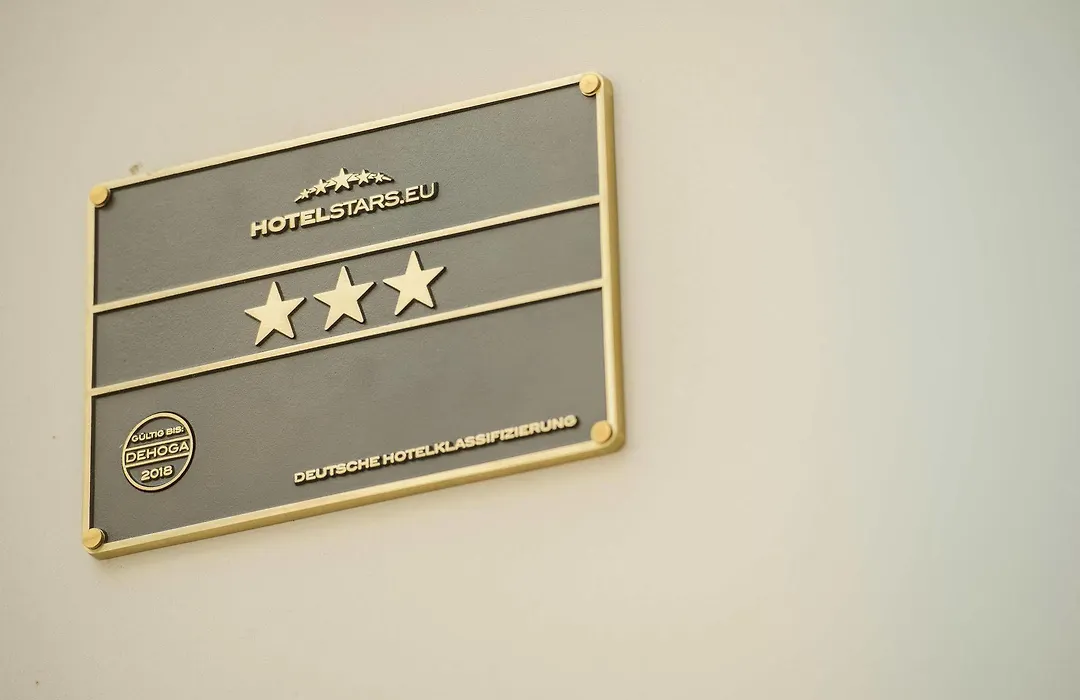 HOTELSTARS.EU
GÜLTIG BIS:
DEHOGA
2018
DEUTSCHE HOTELKLASSIFIZIERUNG